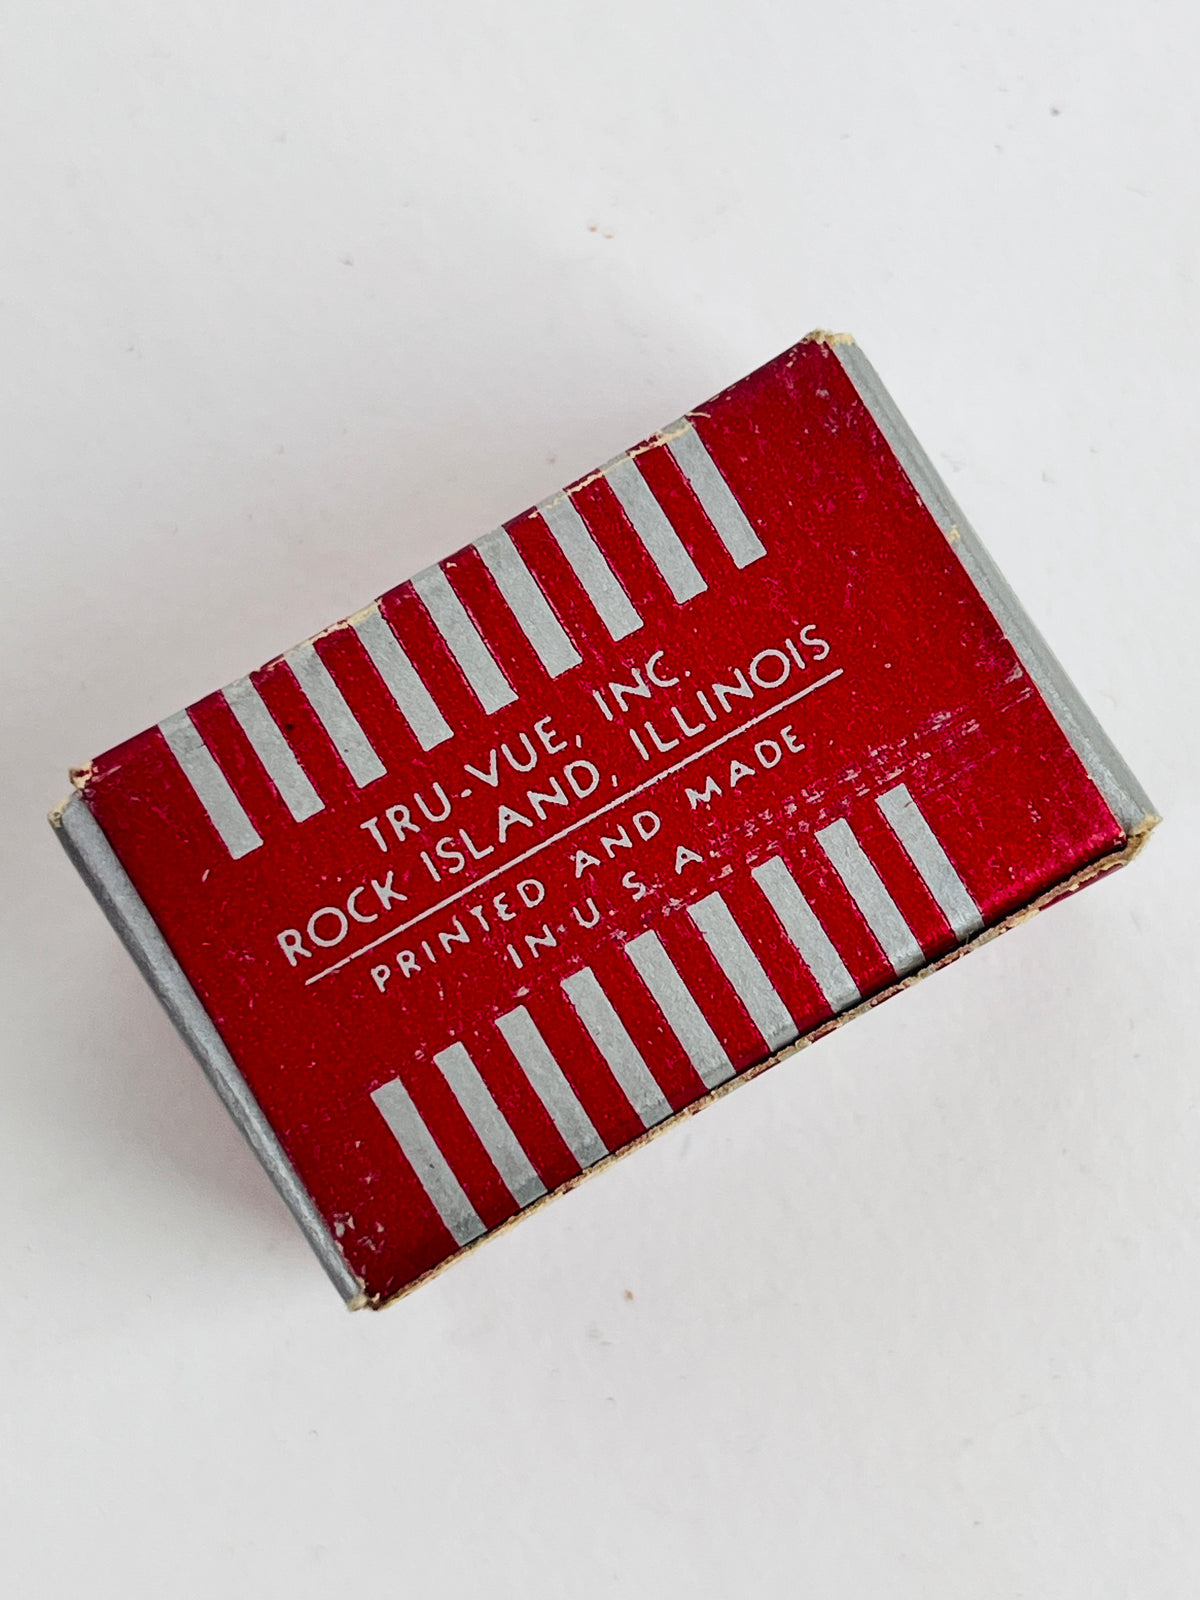 TRU-VUE, INC.
ROCK ISLAND, ILLINOIS
PRINTED AND MADE
IN U. S. A.